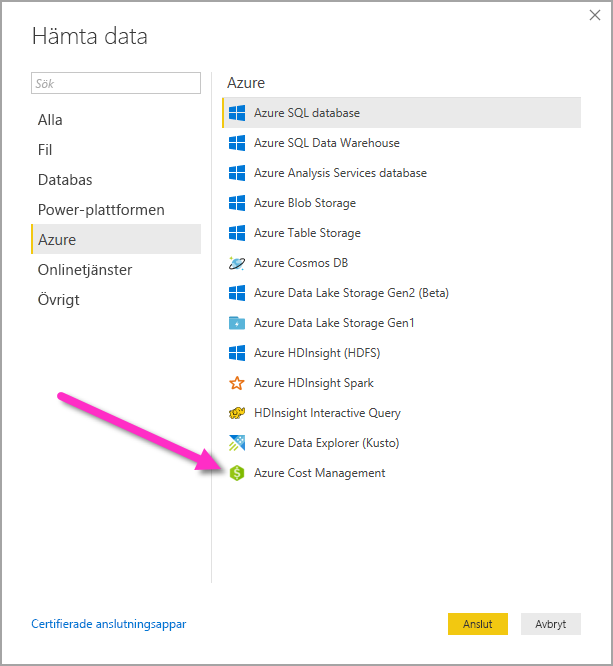 Hämta data
Sök
Alla
Fil
Databas
Power-plattformen
Azure
Onlinetjänster
Övrigt
Azure
Azure SQL database
Azure SQL Data Warehouse
Azure Analysis Services database
Azure Blob Storage
Azure Table Storage
Azure Cosmos DB
Azure Data Lake Storage Gen2 (Beta)
Azure Data Lake Storage Gen1
Azure HDInsight (HDFS)
Azure HDInsight Spark
HDInsight Interactive Query
Azure Data Explorer (Kusto)
Azure Cost Management
Certifierade anslutningsappar
Anslut
Avbryt